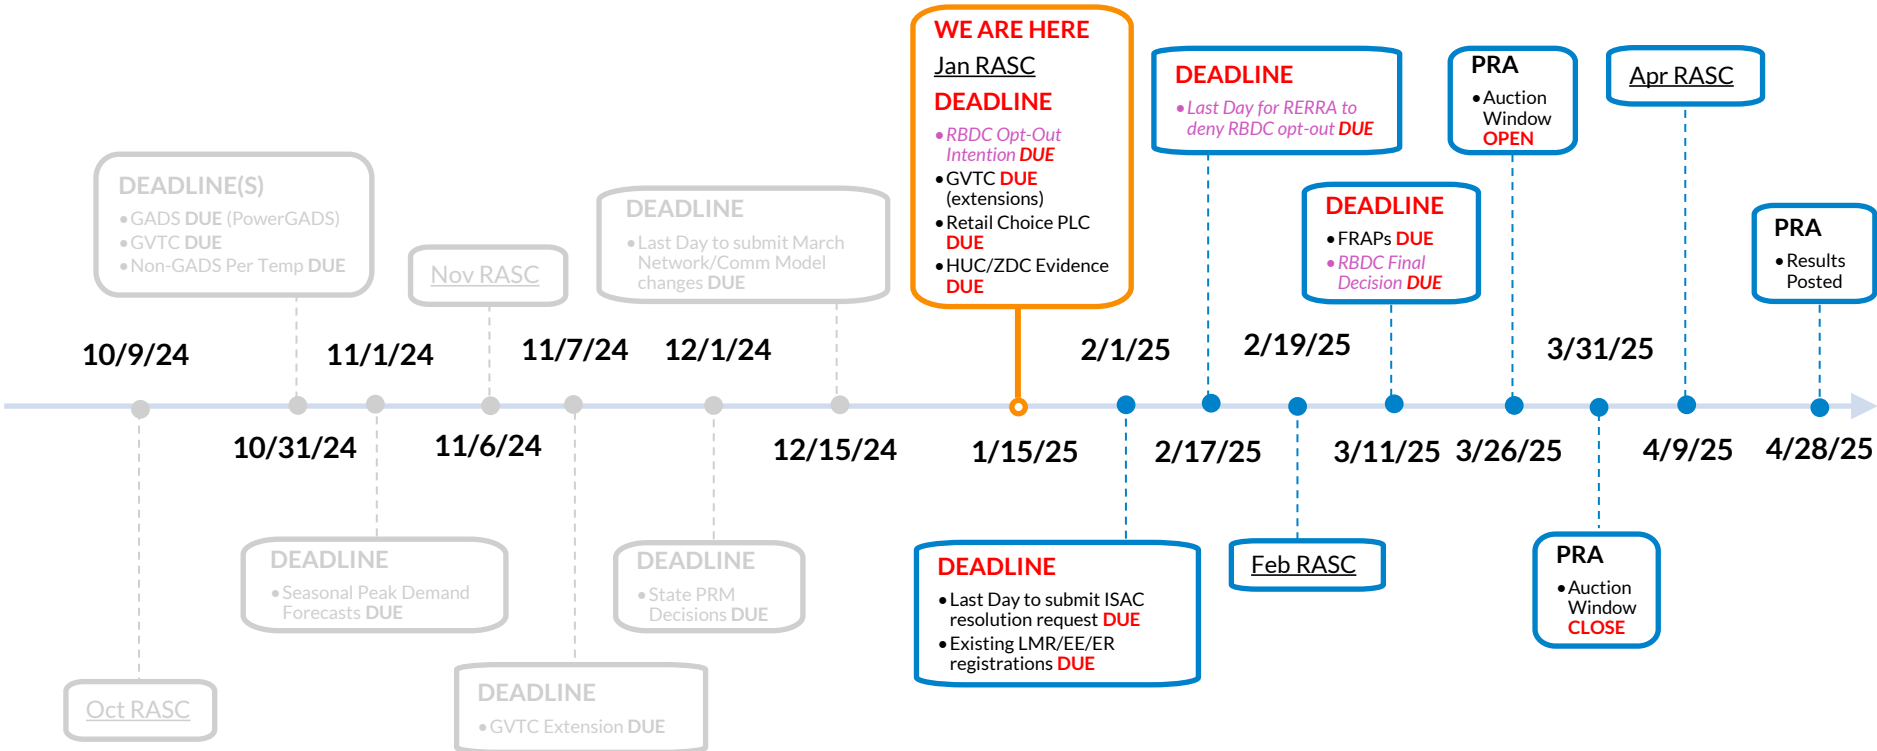 WE ARE HERE
Jan RASC
DEADLINE
•RBDC Opt-Out
Intention DUE
•GVTC DUE
(extensions)
•Retail Choice PLC
DUE
•HUC/ZDC Evidence
DUE
DEADLINE
•Last Day for RERRA to
deny RBDC opt-out DUE
PRA
•Auction
Window
OPEN
Apr RASC
DEADLINE(S)
•GADS DUE (PowerGADS)
•GVTC DUE
•Non-GADS Per Temp DUE
Nov RASC
DEADLINE
•Last Day to submit March
Network/Comm Model
changes DUE
DEADLINE
•FRAPs DUE
•RBDC Final
Decision DUE
PRA
•Results
Posted
10/9/24
11/1/24
11/7/24
12/1/24
2/1/25
2/19/25
3/31/25
10/31/24
11/6/24
12/15/24
1/15/25
2/17/25
3/11/25
3/26/25
4/9/25
4/28/25
Oct RASC
DEADLINE
•Seasonal Peak Demand
Forecasts DUE
DEADLINE
•GVTC Extension DUE
DEADLINE
•State PRM
Decisions DUE
DEADLINE
•Last Day to submit ISAC
resolution request DUE
•Existing LMR/EE/ER
registrations DUE
Feb RASC
PRA
•Auction
Window
CLOSE